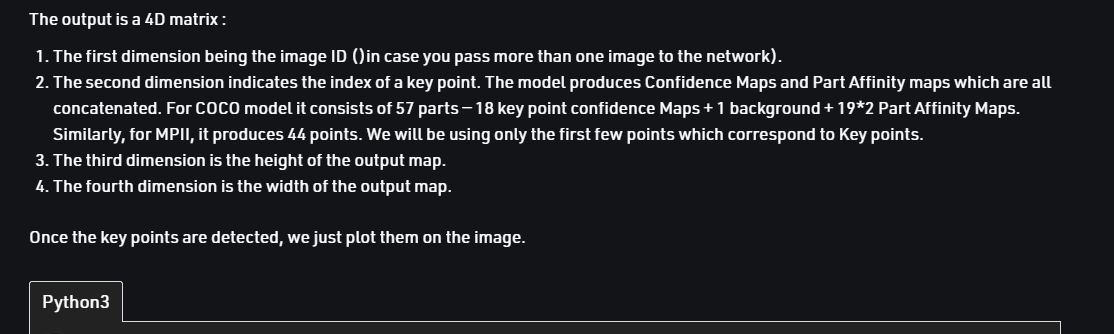 The output is a 4D matrix :
1. The first dimension being the image ID ()in case you pass more than one image to the network).
2. The second dimension indicates the index of a key point. The model produces Confidence Maps and Part Affinity maps which are all
concatenated. For COCO model it consists of 57 parts – 18 key point confidence Maps + 1 background + 19*2 Part Affinity Maps.
Similarly, for MPII, it produces 44 points. We will be using only the first few points which correspond to Key points.
3. The third dimension is the height of the output map.
4. The fourth dimension is the width of the output map.
Once the key points are detected, we just plot them on the image.
Python3